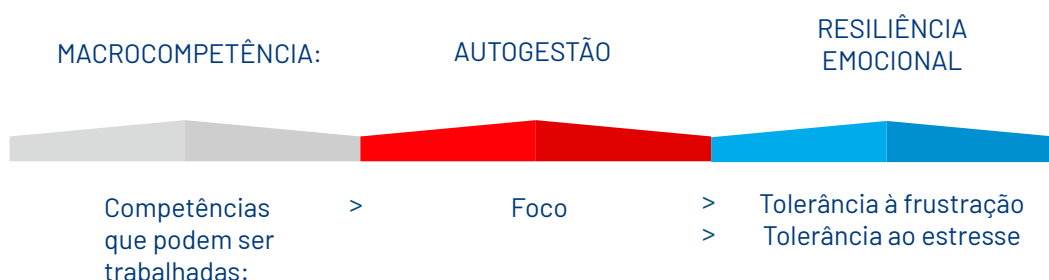 MACROCOMPETÊNCIA:
AUTOGESTÃO
RESILIÊNCIA
EMOCIONAL
Competências
que podem ser
trabalhadas:
> Foco
> Tolerância à frustração
> Tolerância ao estresse